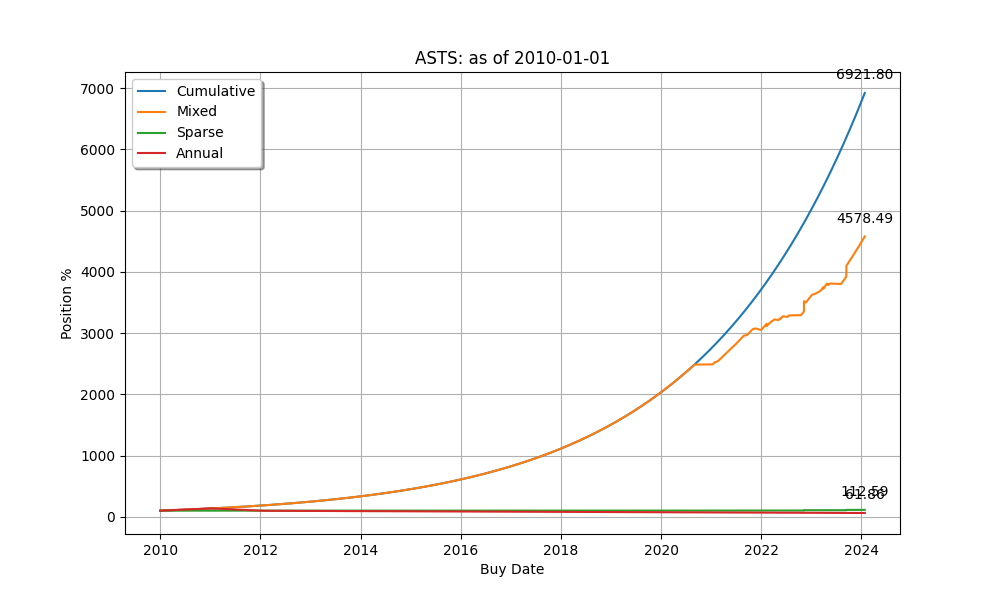 ASTS: as of 2010-01-01
6921.80
7000
Cumulative
Mixed
Sparse
Annual
6000
5000
4578.49
4000
3000
2000
1000
112.59
61.86
0
Position %
2010 2012 2014 2016 2018 2020 2022 2024
Buy Date